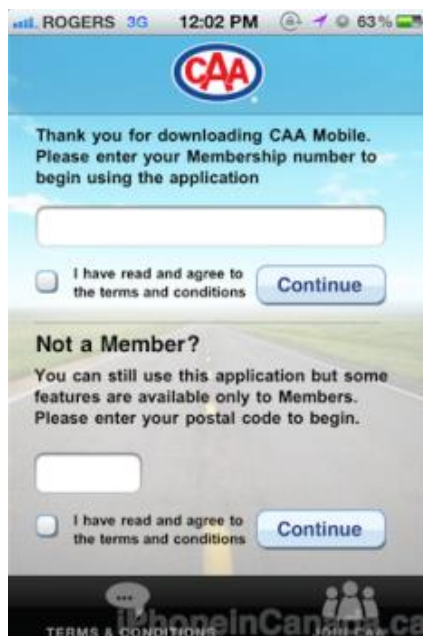 ROGERS 3G 12:02 PM 63%
CAA
Thank you for downloading CAA Mobile.
Please enter your Membership number to
begin using the application
I have read and agree to
the terms and conditions
Continue
Not a Member?
You can still use this application but some
features are available only to Members.
Please enter your postal code to begin.
I have read and agree to
the terms and conditions
Continue
iPhoneinCanada.ca
TERMS & CONDITIONS